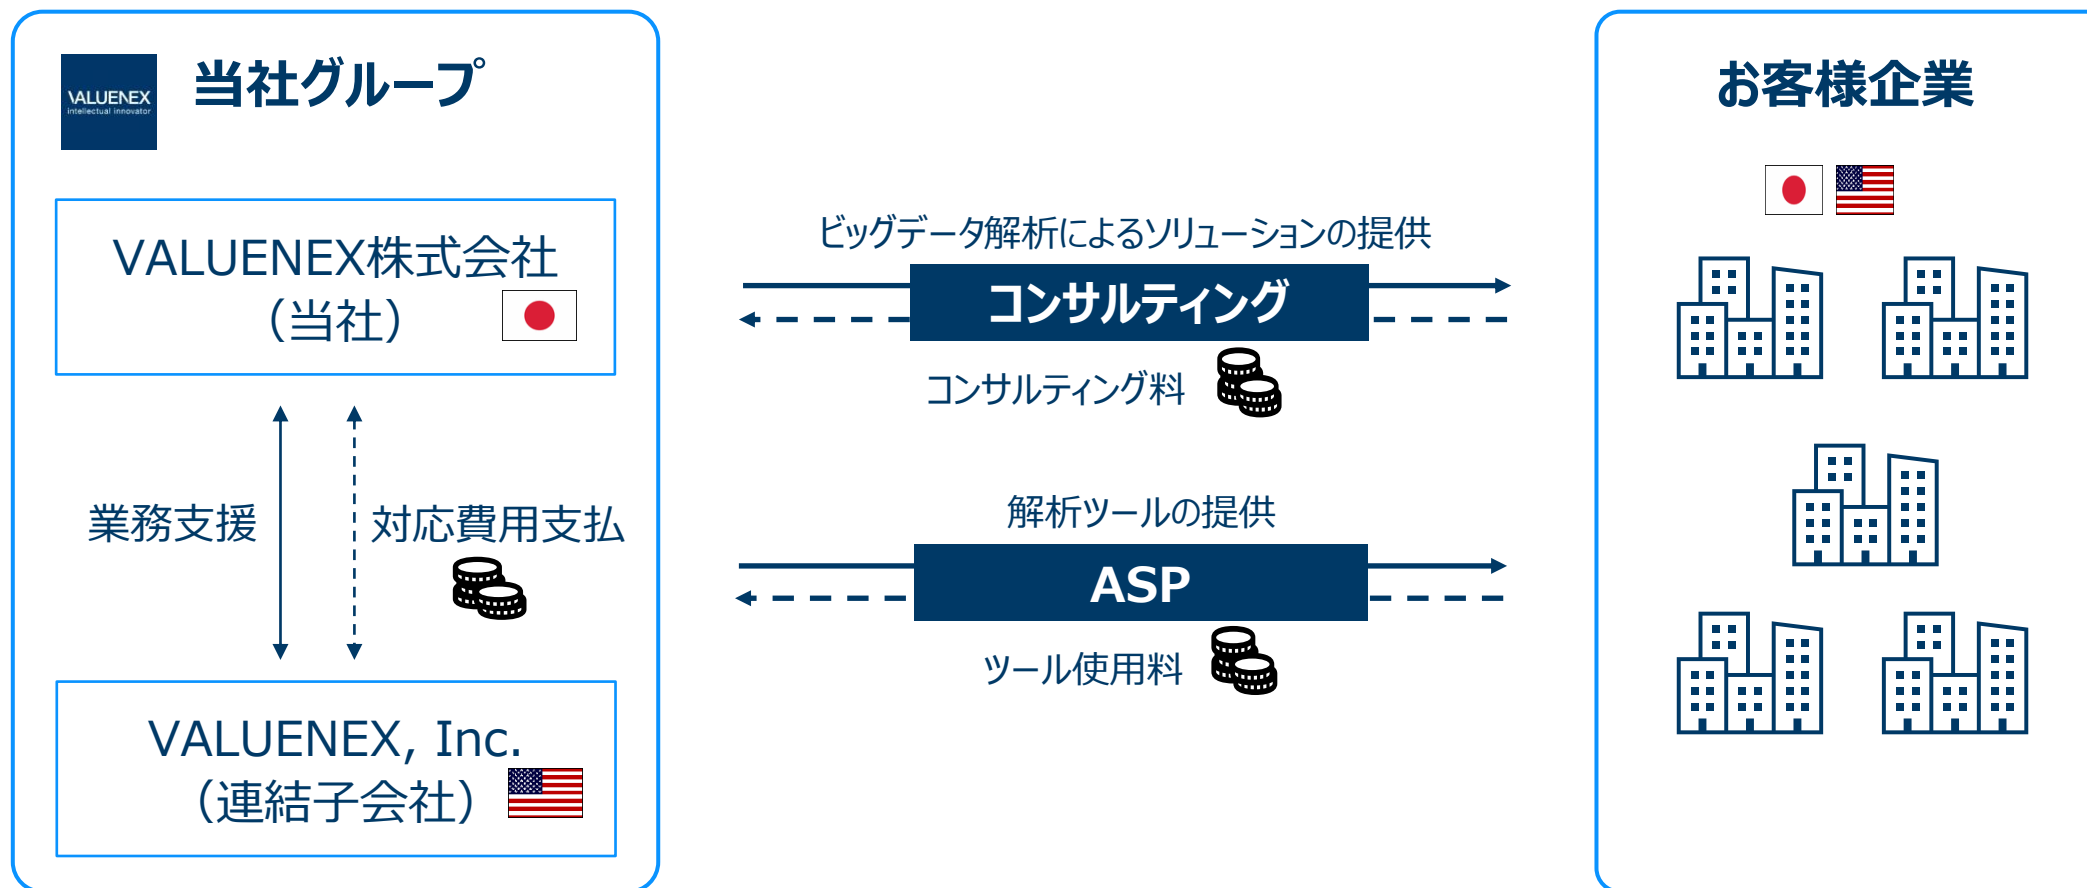 VALUENEX
intellectual innovator
当社グループ
VALUENEX株式会社
（当社）
業務支援
対応費用支払
VALUENEX, Inc.
（連結子会社）
ビッグデータ解析によるソリューションの提供
コンサルティング
コンサルティング料
解析ツールの提供
ASP
ツール使用料
お客様企業